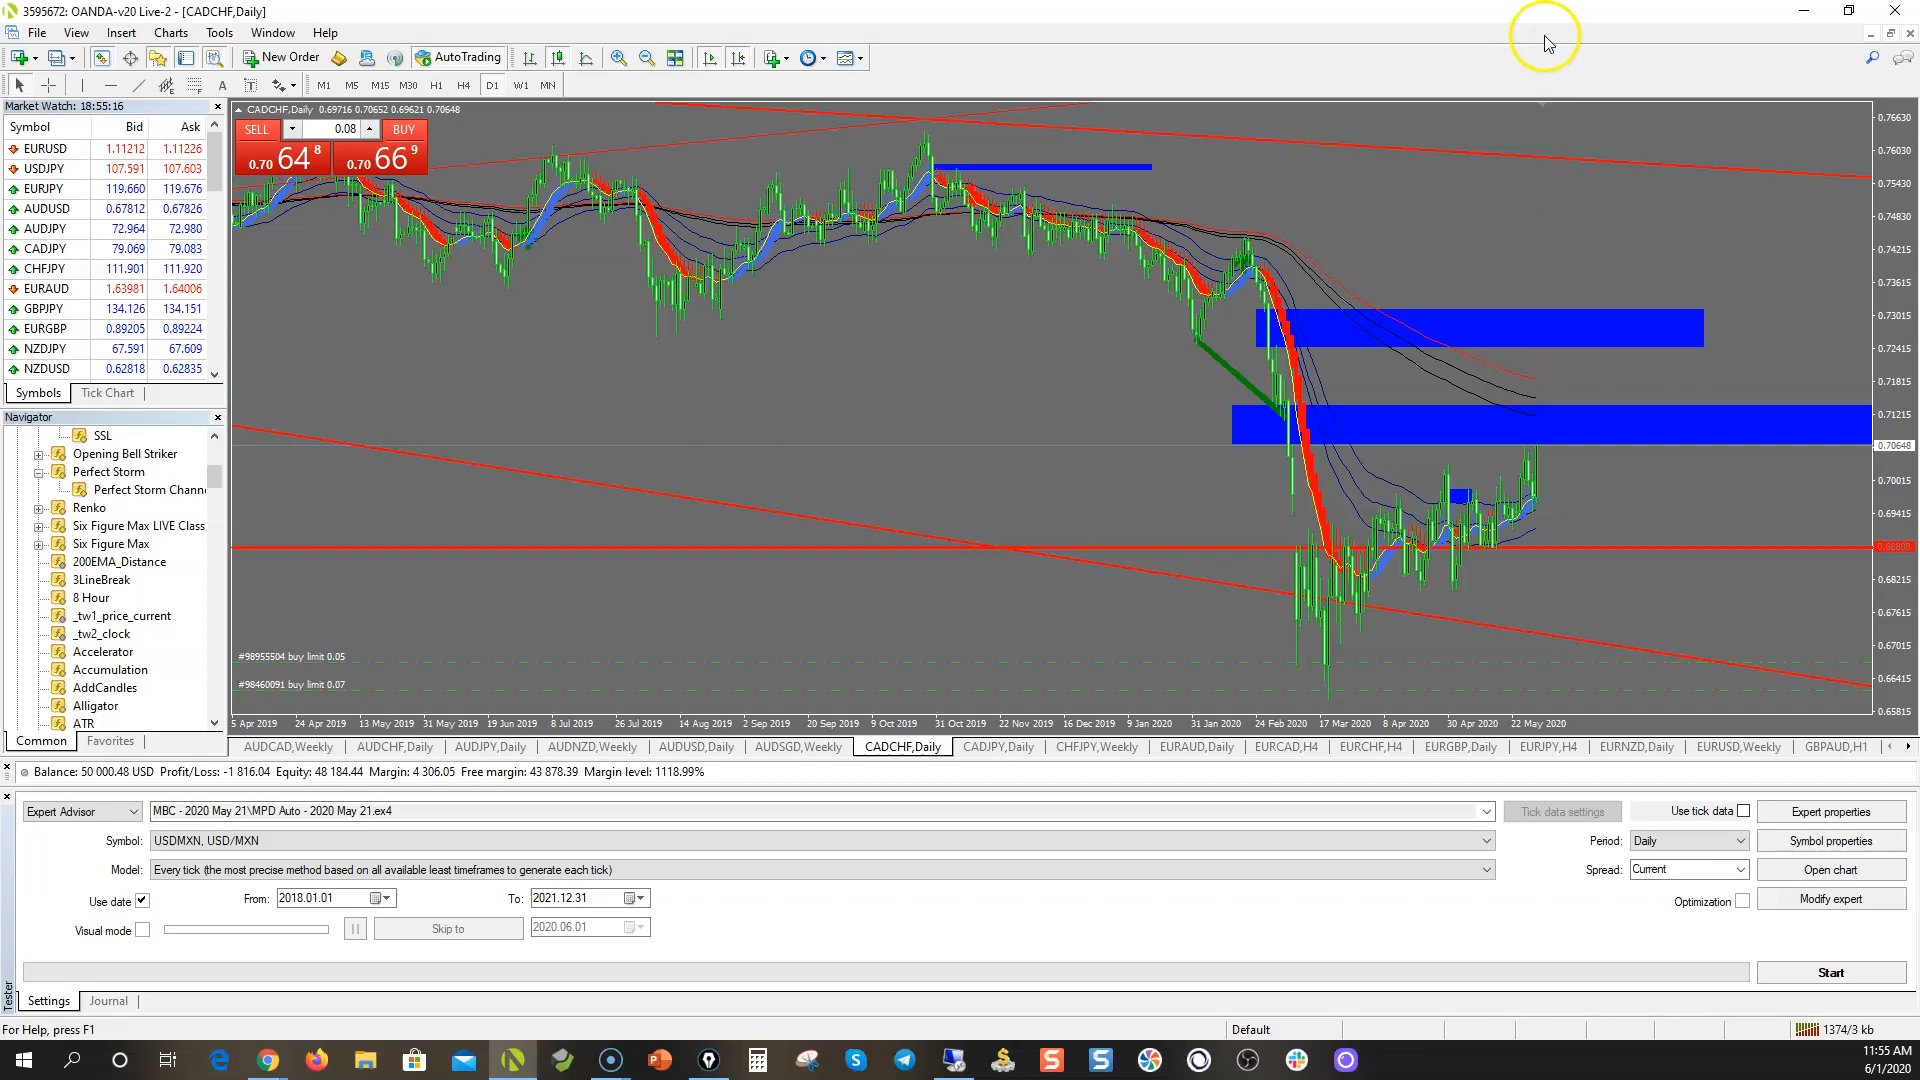 3595672: OANDA-v20 Live-2 - [CADCHF,Daily]
File View Insert Charts Tools Window Help
New Order AutoTrading
A T M1 M5 M15 M30 H1 H4 D1 W1 MN
Market Watch: 18:55:16
Symbol Bid Ask
EURUSD 1.11212 1.11226
USDJPY 107.591 107.603
EURJPY 119.660 119.676
AUDUSD 0.67812 0.67826
AUDJPY 72.964 72.980
CADJPY 79.069 79.083
CHFJPY 111.901 111.920
EURAUD 1.63981 1.64006
GBPJPY 134.126 134.151
EURGBP 0.89205 0.89224
NZDJPY 67.591 67.609
NZDUSD 0.62818 0.62835
Symbols Tick Chart
Navigator
SSL
Opening Bell Striker
Perfect Storm
Perfect Storm Chann
Renko
Six Figure Max LIVE Class
Six Figure Max
200EMA_Distance
3LineBreak
8 Hour
_tw1_price_current
_tw2_clock
Accelerator
Accumulation
AddCandles
Alligator
ATR
Common Favorites
CADCHF,Daily 0.69716 0.70652 0.69621 0.70648
SELL 0.08 BUY
0.70 64 8 0.70 66 9
0.76630
0.76030
0.75430
0.74830
0.74215
0.73615
0.73015
0.72415
0.71815
0.71215
0.70648
0.70015
0.69415
0.68808
0.68215
0.67615
0.67015
0.66415
0.65815
#98955504 buy limit 0.05
#98460091 buy limit 0.07
5 Apr 2019 24 Apr 2019 13 May 2019 31 May 2019 19 Jun 2019 8 Jul 2019 26 Jul 2019 14 Aug 2019 2 Sep 2019 20 Sep 2019 9 Oct 2019 31 Oct 2019 22 Nov 2019 16 Dec 2019 9 Jan 2020 31 Jan 2020 24 Feb 2020 17 Mar 2020 8 Apr 2020 30 Apr 2020 22 May 2020
AUDCAD,Weekly AUDCHF,Daily AUDJPY,Daily AUDNZD,Weekly AUDUSD,Daily AUDSGD,Weekly CADCHF,Daily CADJPY,Daily CHFJPY,Weekly EURAUD,Daily EURCAD,H4 EURCHF,H4 EURGBP,Daily EURJPY,H4 EURNZD,Daily EURUSD,Weekly GBPAUD,H1
Balance: 50 000.48 USD Profit/Loss: -1 816.04 Equity: 48 184.44 Margin: 4 306.05 Free margin: 43 878.39 Margin level: 1118.99%
Expert Advisor MBC - 2020 May 21\MPD Auto - 2020 May 21.ex4 Tick data settings Use tick data Expert properties
Symbol: USDMXN, USD/MXN Period: Daily Symbol properties
Model: Every tick (the most precise method based on all available least timeframes to generate each tick) Spread: Current Open chart
Use date From: 2018.01.01 To: 2021.12.31 Optimization Modify expert
Visual mode Skip to 2020.06.01
Start
Tester
Settings Journal
For Help, press F1 Default 1374/3 kb
11:55 AM
6/1/2020